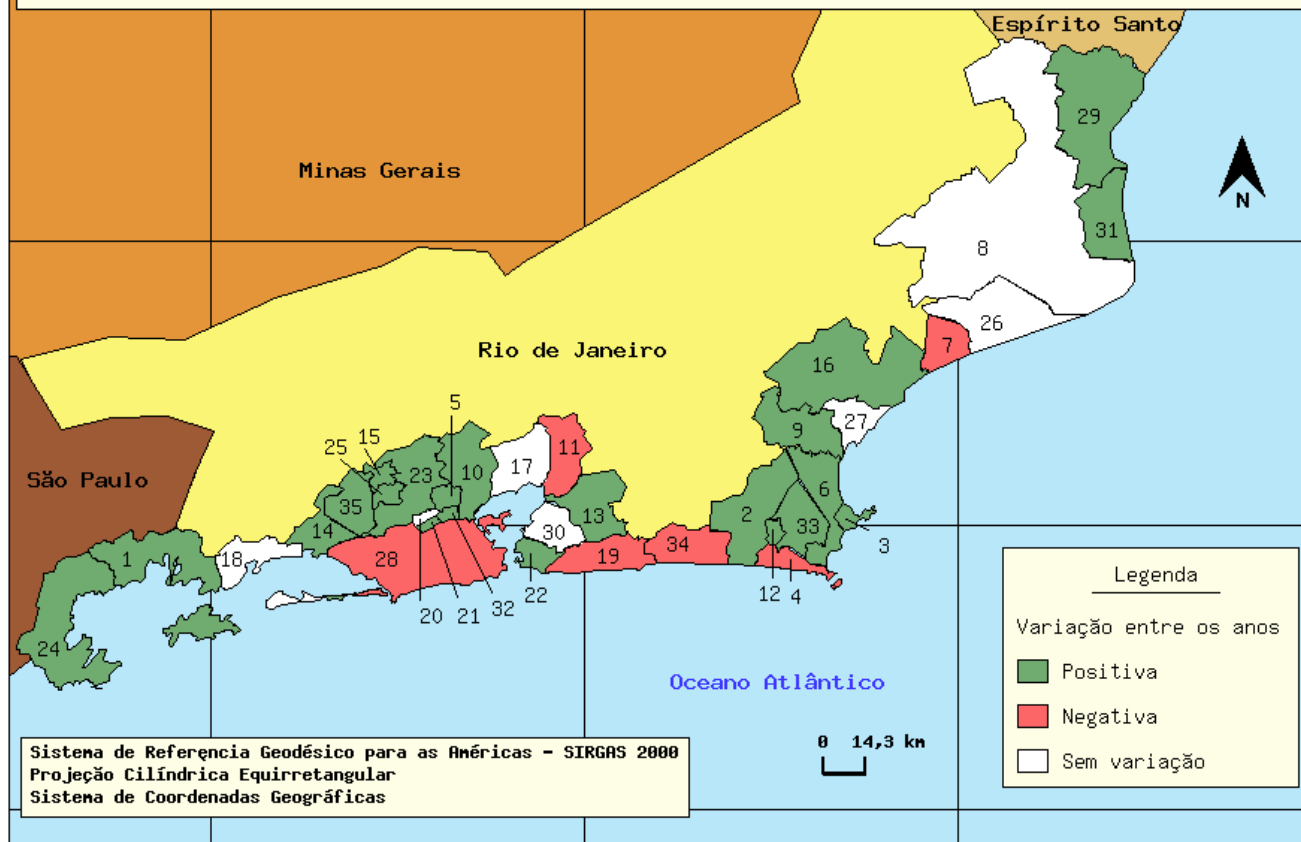 Espírito Santo
Minas Gerais
29
N
31
8
26
7
Rio de Janeiro
16
5
27
15
9
25
11
23
10
17
São Paulo
6
35
2
13
14
30
33
1
18
28
19
34
3
12
4
22
32
21
20
24
Oceano Atlântico
0 14,3 km
Legenda
Variação entre os anos
Positiva
Negativa
Sem variação
Sistema de Referençia Geodésico para as Américas - SIRGAS 2000
Projeção Cilíndrica Equirretangular
Sistema de Coordenadas Geográficas